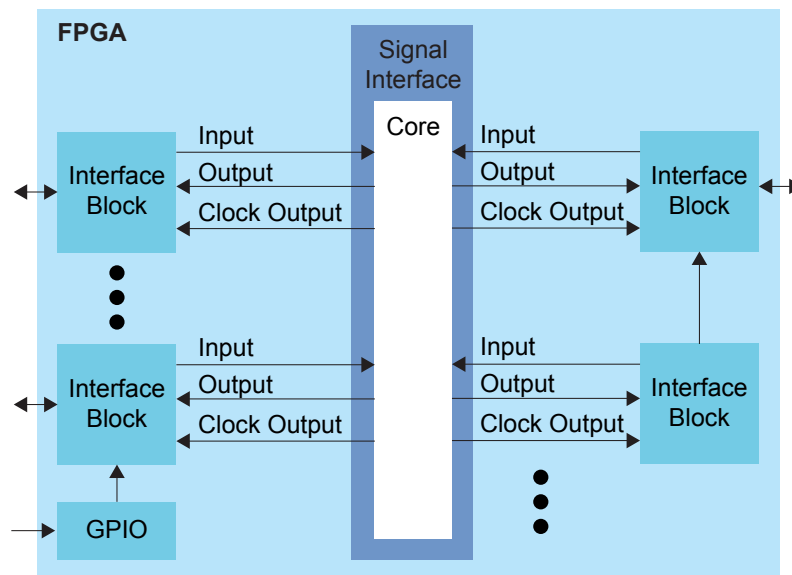 FPGA
Signal
Interface
Core
Interface
Block
Input
Output
Clock Output
Input
Output
Clock Output
Interface
Block
Interface
Block
Input
Output
Clock Output
Input
Output
Clock Output
Interface
Block
GPIO